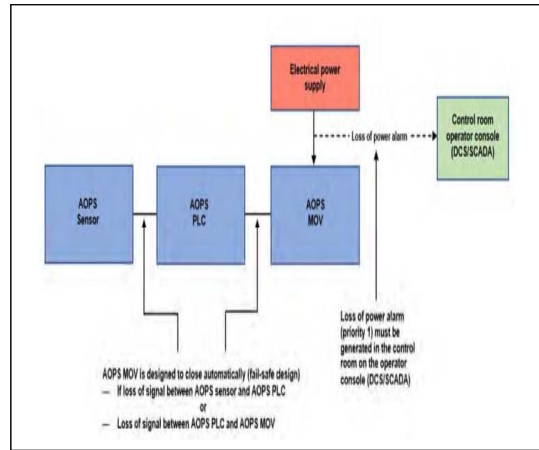 Electrical power
supply
Loss of power alarm
Control room
operator console
(DCS/SCADA)
AOPS
Sensor
AOPS
PLC
AOPS
MOV
Loss of power alarm
(priority 1) must be
generated in the control
room on the operator
console (DCS/SCADA)
AOPS MOV is designed to close automatically (fail-safe design)
— If loss of signal between AOPS sensor and AOPS PLC
or
— Loss of signal between AOPS PLC and AOPS MOV